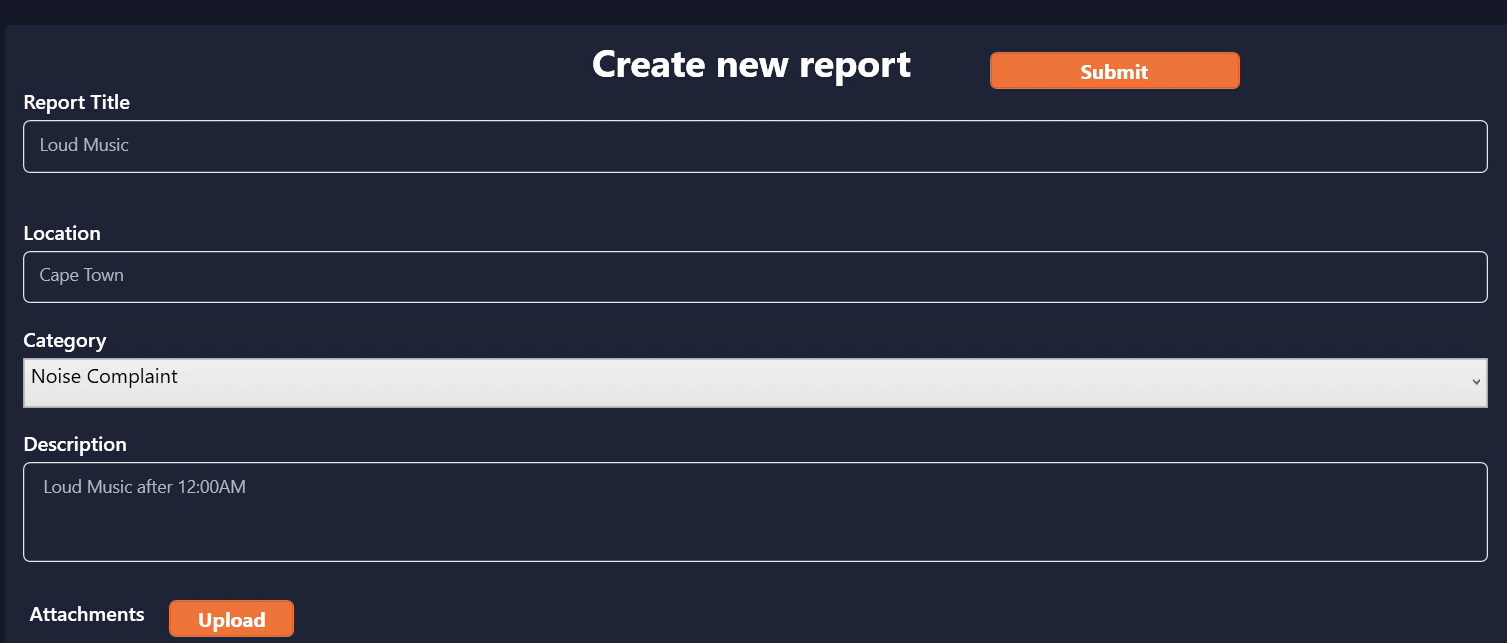 Create new report
Submit
Report Title
Loud Music
Location
Cape Town
Category
Noise Complaint
Description
Loud Music after 12:00AM
Attachments
Upload